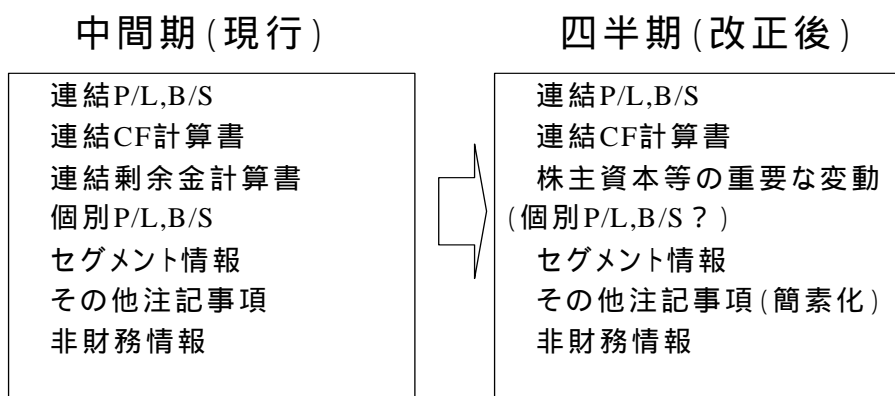 中間期(現行)
連結P/L,B/S
連結CF計算書
連結剰余金計算書
個別P/L,B/S
セグメント情報
その他注記事項
非財務情報
四半期(改正後)
連結P/L,B/S
連結CF計算書
株主資本等の重要な変動
(個別P/L,B/S?)
セグメント情報
その他注記事項(簡素化)
非財務情報